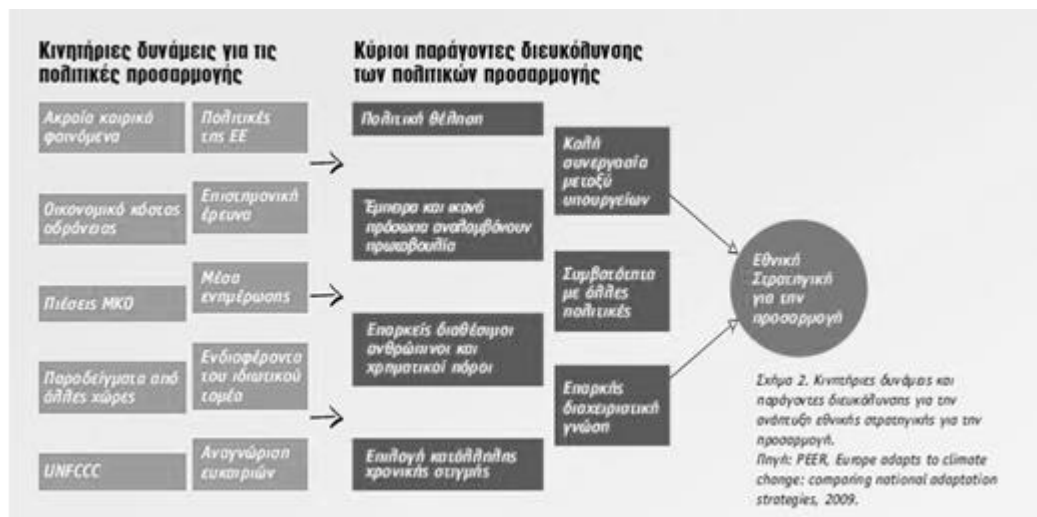 Κινητήριες δυνάμεις για τις
πολιτικές προσαρμογής
Ακραία καιρικά
φαινόμενα
Πολιτικές
της ΕΕ
Οικονομικό κόστος
αδράνειας
Επιστημονική
έρευνα
Πιέσεις ΜΚΟ
Μέσα
ενημέρωσης
Παραδείγματα από
άλλες χώρες
Ενδιαφέροντα
του ιδιωτικού
τομέα
UNFCCC
Αναγνώριση
ευκαιριών
Κύριοι παράγοντες διευκόλυνσης
των πολιτικών προσαρμογής
Πολιτική θέληση
Έμπειρα και ικανά
πρόσωπα αναλαμβάνουν
πρωτοβουλία
Επαρκείς διαθέσιμοι
ανθρώπινοι και
χρηματικοί πόροι
Επιλογή κατάλληλης
χρονικής στιγμής
Καλή
συνεργασία
μεταξύ
υπουργείων
Συμβατότητα
με άλλες
πολιτικές
Επαρκής
διαχειριστική
γνώση
Εθνική
Στρατηγική
για την
προσαρμογή
Σχήμα 2. Κινητήριες δυνάμεις και
παράγοντες διευκόλυνσης για την
ανάπτυξη εθνικής στρατηγικής για την
προσαρμογή.
Πηγή: PEER, Europe adapts to climate
change: comparing national adaptation
strategies, 2009.